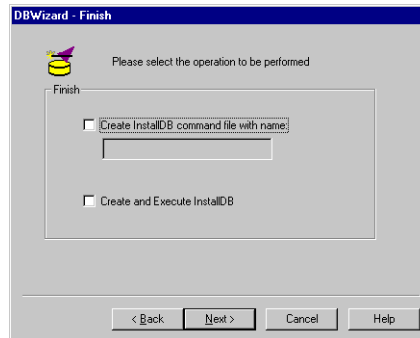 DBWizard - Finish
Please select the operation to be performed
Finish
Create InstallDB command file with name:
Create and Execute InstallDB
< Back
Next >
Cancel
Help